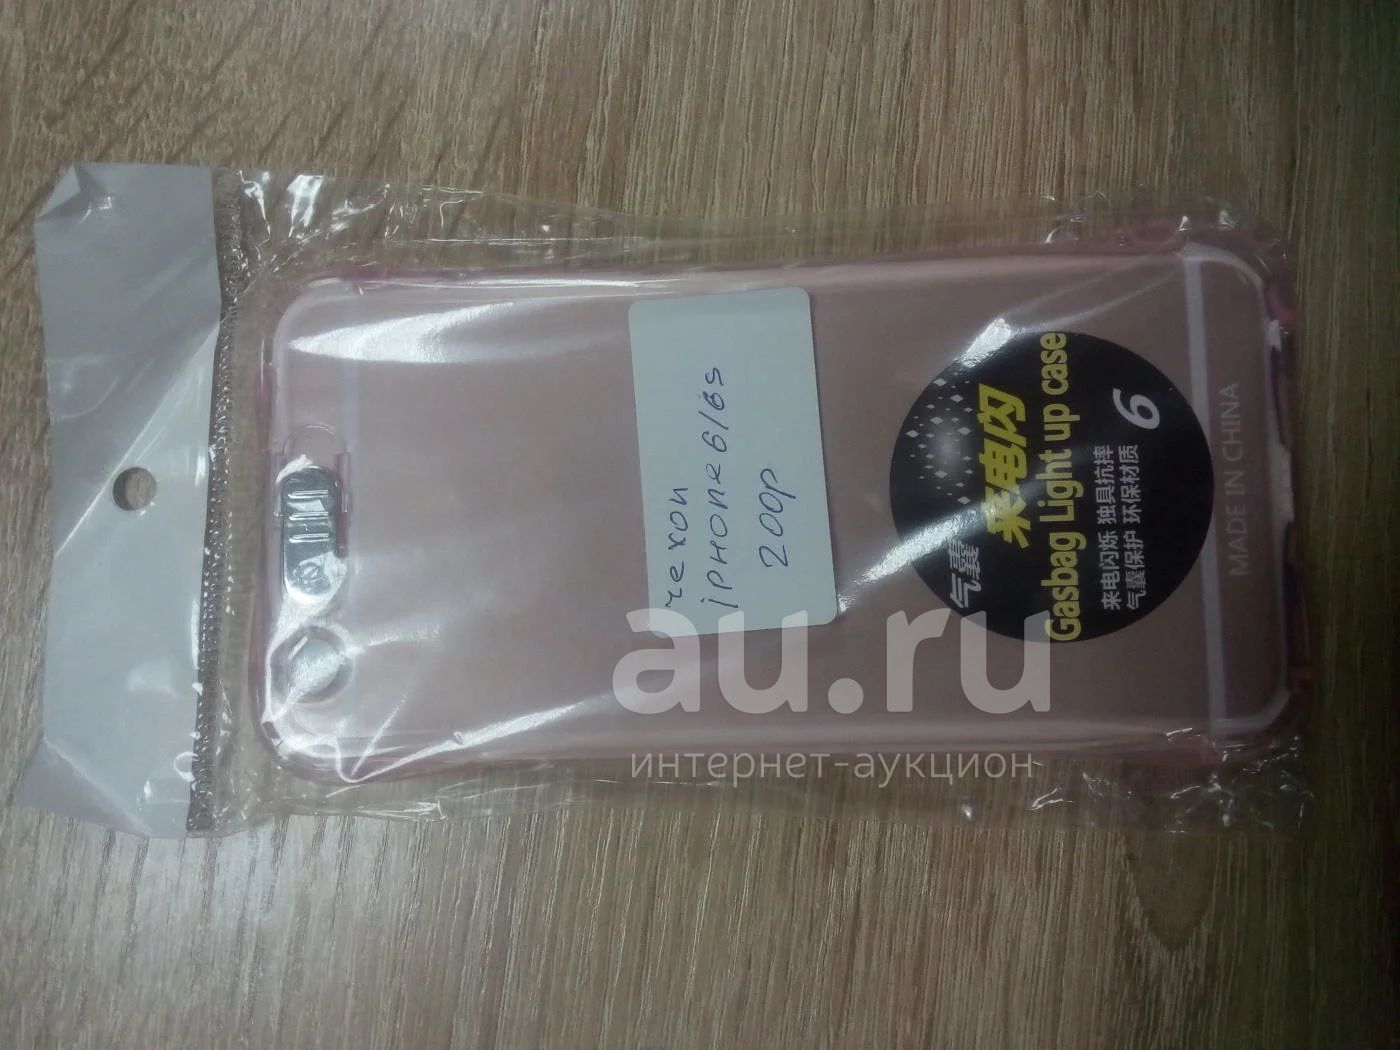 чехол
iphone 6/6s
200р
气囊
来电闪
Gasbag Light up case
6
来电闪烁 独具抗摔
气囊保护 环保材质
MADE IN CHINA
au.ru
интернет-аукцион